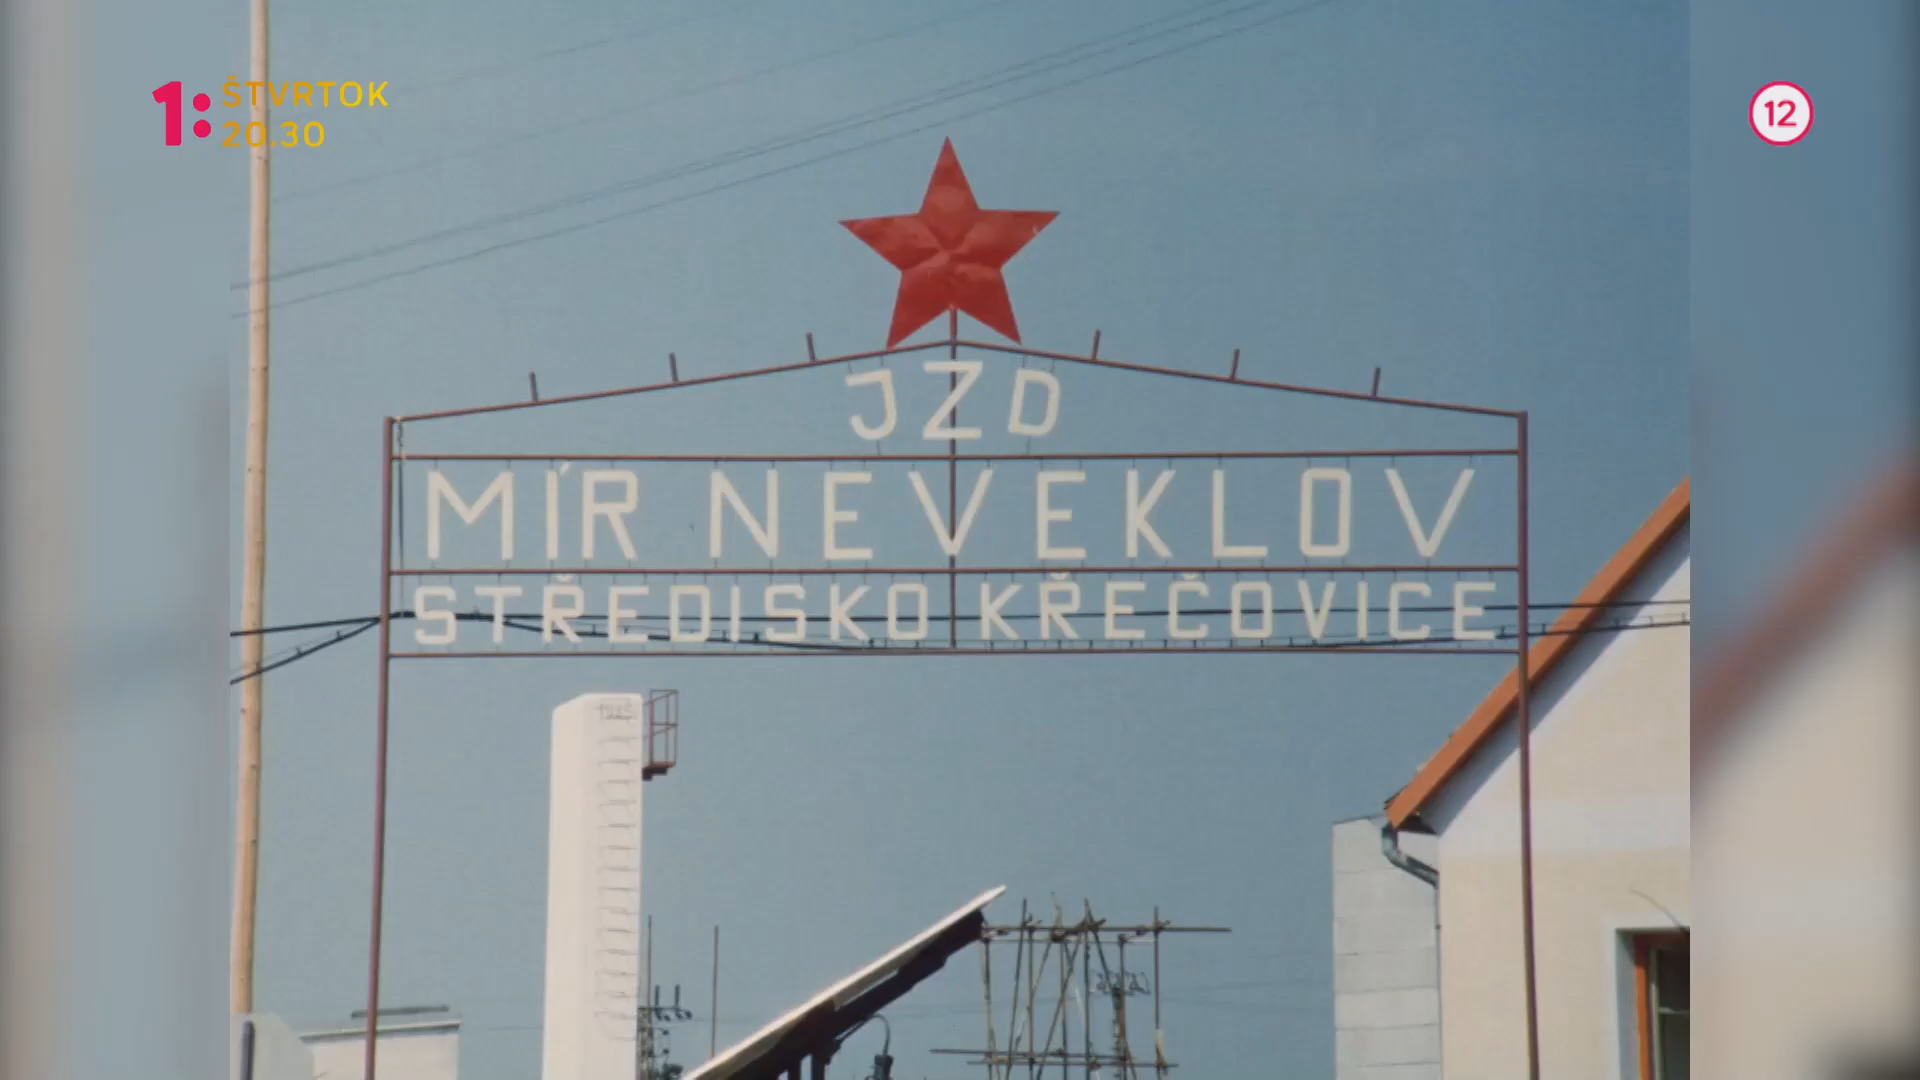 1: ŠTVRTOK
20.30
12
JZD
MÍR NEVEKLOV
STŘEDISKO KŘEČOVICE